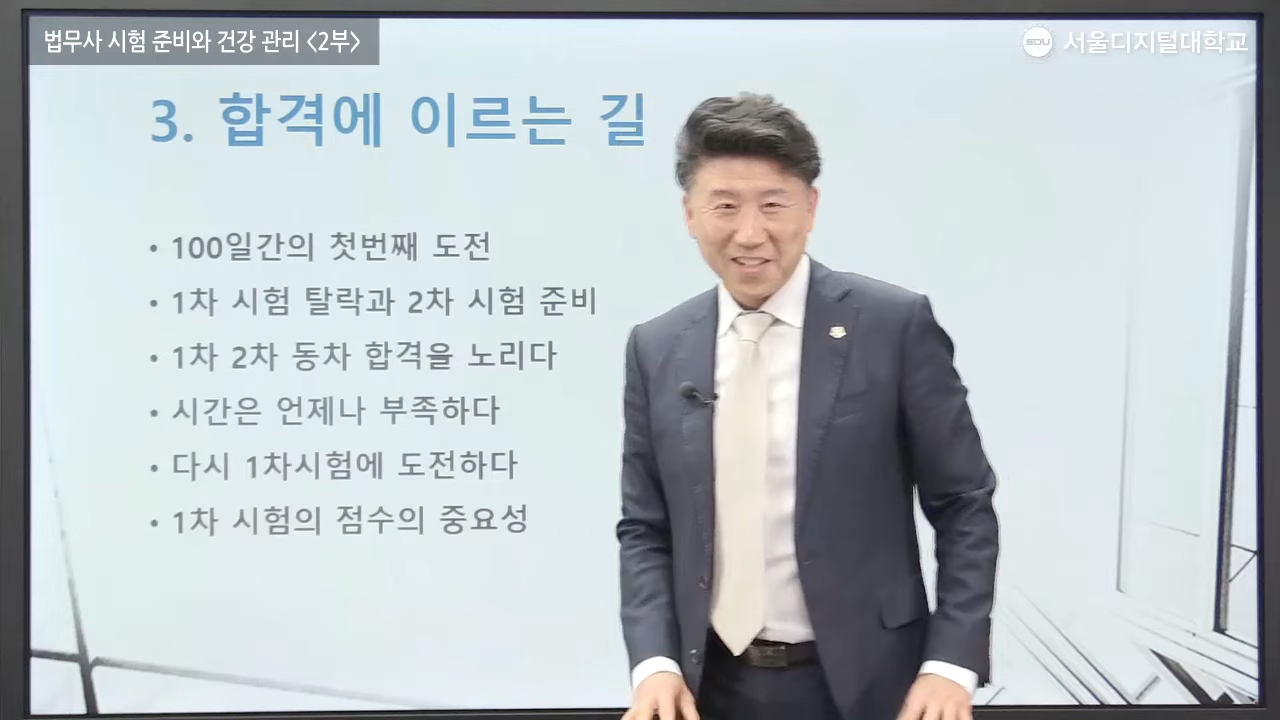 법무사 시험 준비와 건강 관리 <2부>
SDU 서울디지털대학교
3. 합격에 이르는 길
• 100일간의 첫번째 도전
• 1차 시험 탈락과 2차 시험 준비
• 1차 2차 동차 합격을 노리다
• 시간은 언제나 부족하다
• 다시 1차시험에 도전하다
• 1차 시험의 점수의 중요성